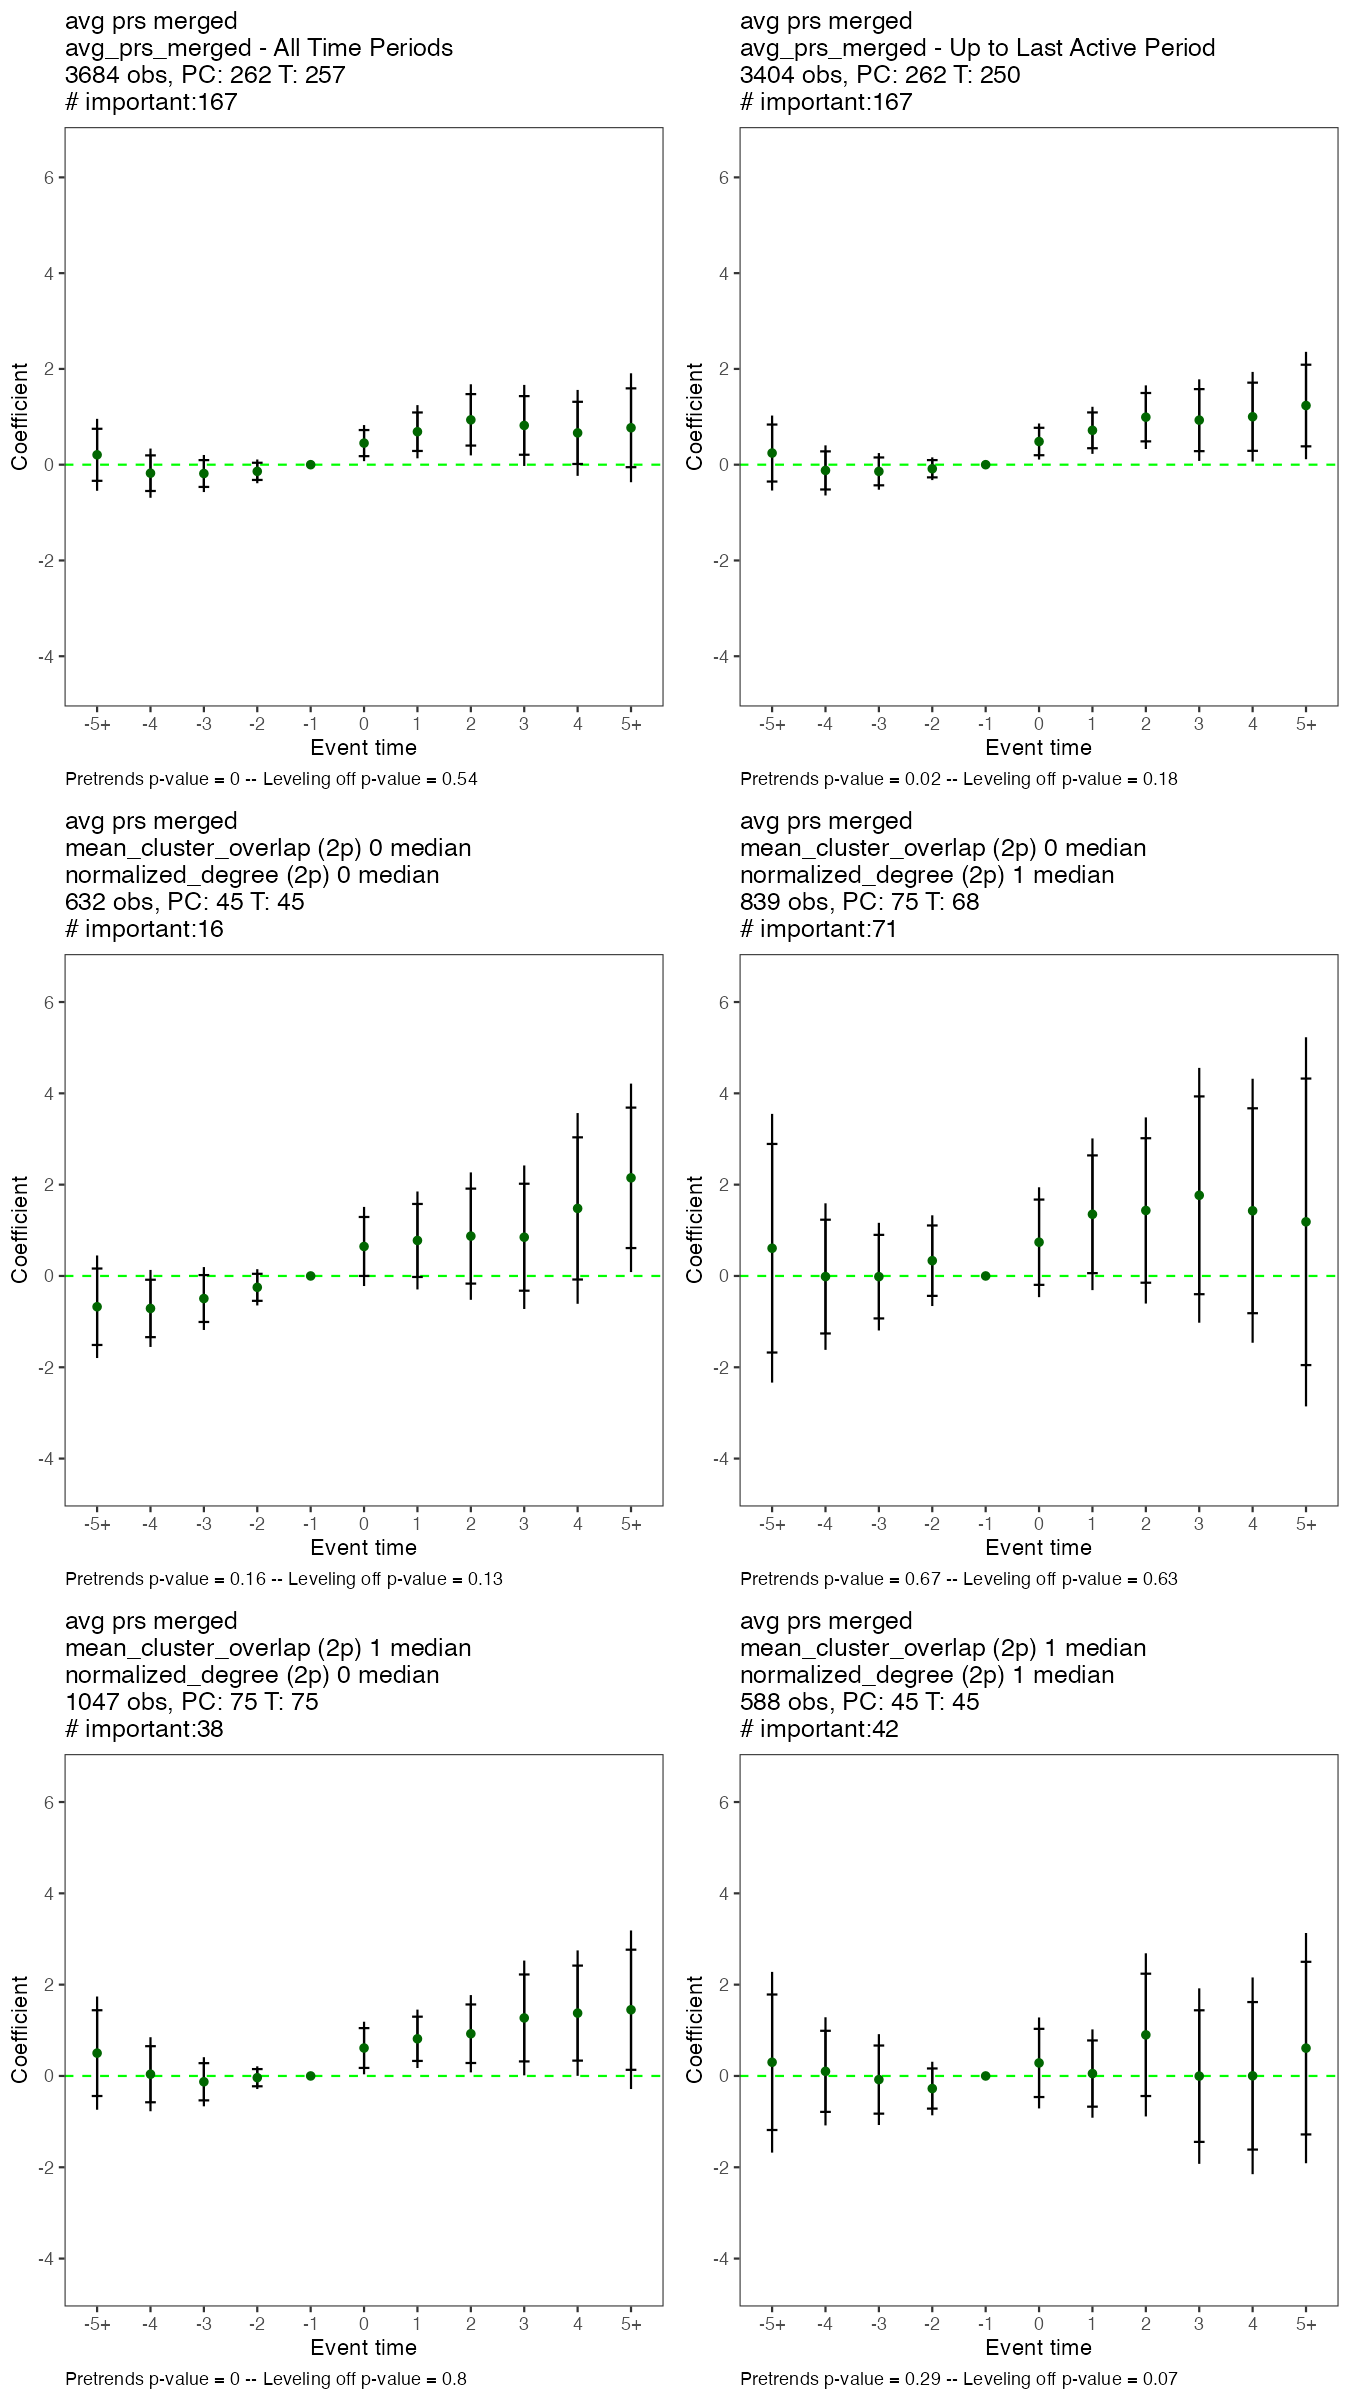 avg prs merged
avg_prs_merged - All Time Periods
3684 obs, PC: 262 T: 257
# important:167
6
4
2
0
-2
-4
Coefficient
-5+ -4 -3 -2 -1 0 1 2 3 4 5+
Event time
Pretrends p-value = 0 -- Leveling off p-value = 0.54
avg prs merged
avg_prs_merged - Up to Last Active Period
3404 obs, PC: 262 T: 250
# important:167
6
4
2
0
-2
-4
Coefficient
-5+ -4 -3 -2 -1 0 1 2 3 4 5+
Event time
Pretrends p-value = 0.02 -- Leveling off p-value = 0.18
avg prs merged
mean_cluster_overlap (2p) 0 median
normalized_degree (2p) 0 median
632 obs, PC: 45 T: 45
# important:16
6
4
2
0
-2
-4
Coefficient
-5+ -4 -3 -2 -1 0 1 2 3 4 5+
Event time
Pretrends p-value = 0.16 -- Leveling off p-value = 0.13
avg prs merged
mean_cluster_overlap (2p) 0 median
normalized_degree (2p) 1 median
839 obs, PC: 75 T: 68
# important:71
6
4
2
0
-2
-4
Coefficient
-5+ -4 -3 -2 -1 0 1 2 3 4 5+
Event time
Pretrends p-value = 0.67 -- Leveling off p-value = 0.63
avg prs merged
mean_cluster_overlap (2p) 1 median
normalized_degree (2p) 0 median
1047 obs, PC: 75 T: 75
# important:38
6
4
2
0
-2
-4
Coefficient
-5+ -4 -3 -2 -1 0 1 2 3 4 5+
Event time
Pretrends p-value = 0 -- Leveling off p-value = 0.8
avg prs merged
mean_cluster_overlap (2p) 1 median
normalized_degree (2p) 1 median
588 obs, PC: 45 T: 45
# important:42
6
4
2
0
-2
-4
Coefficient
-5+ -4 -3 -2 -1 0 1 2 3 4 5+
Event time
Pretrends p-value = 0.29 -- Leveling off p-value = 0.07